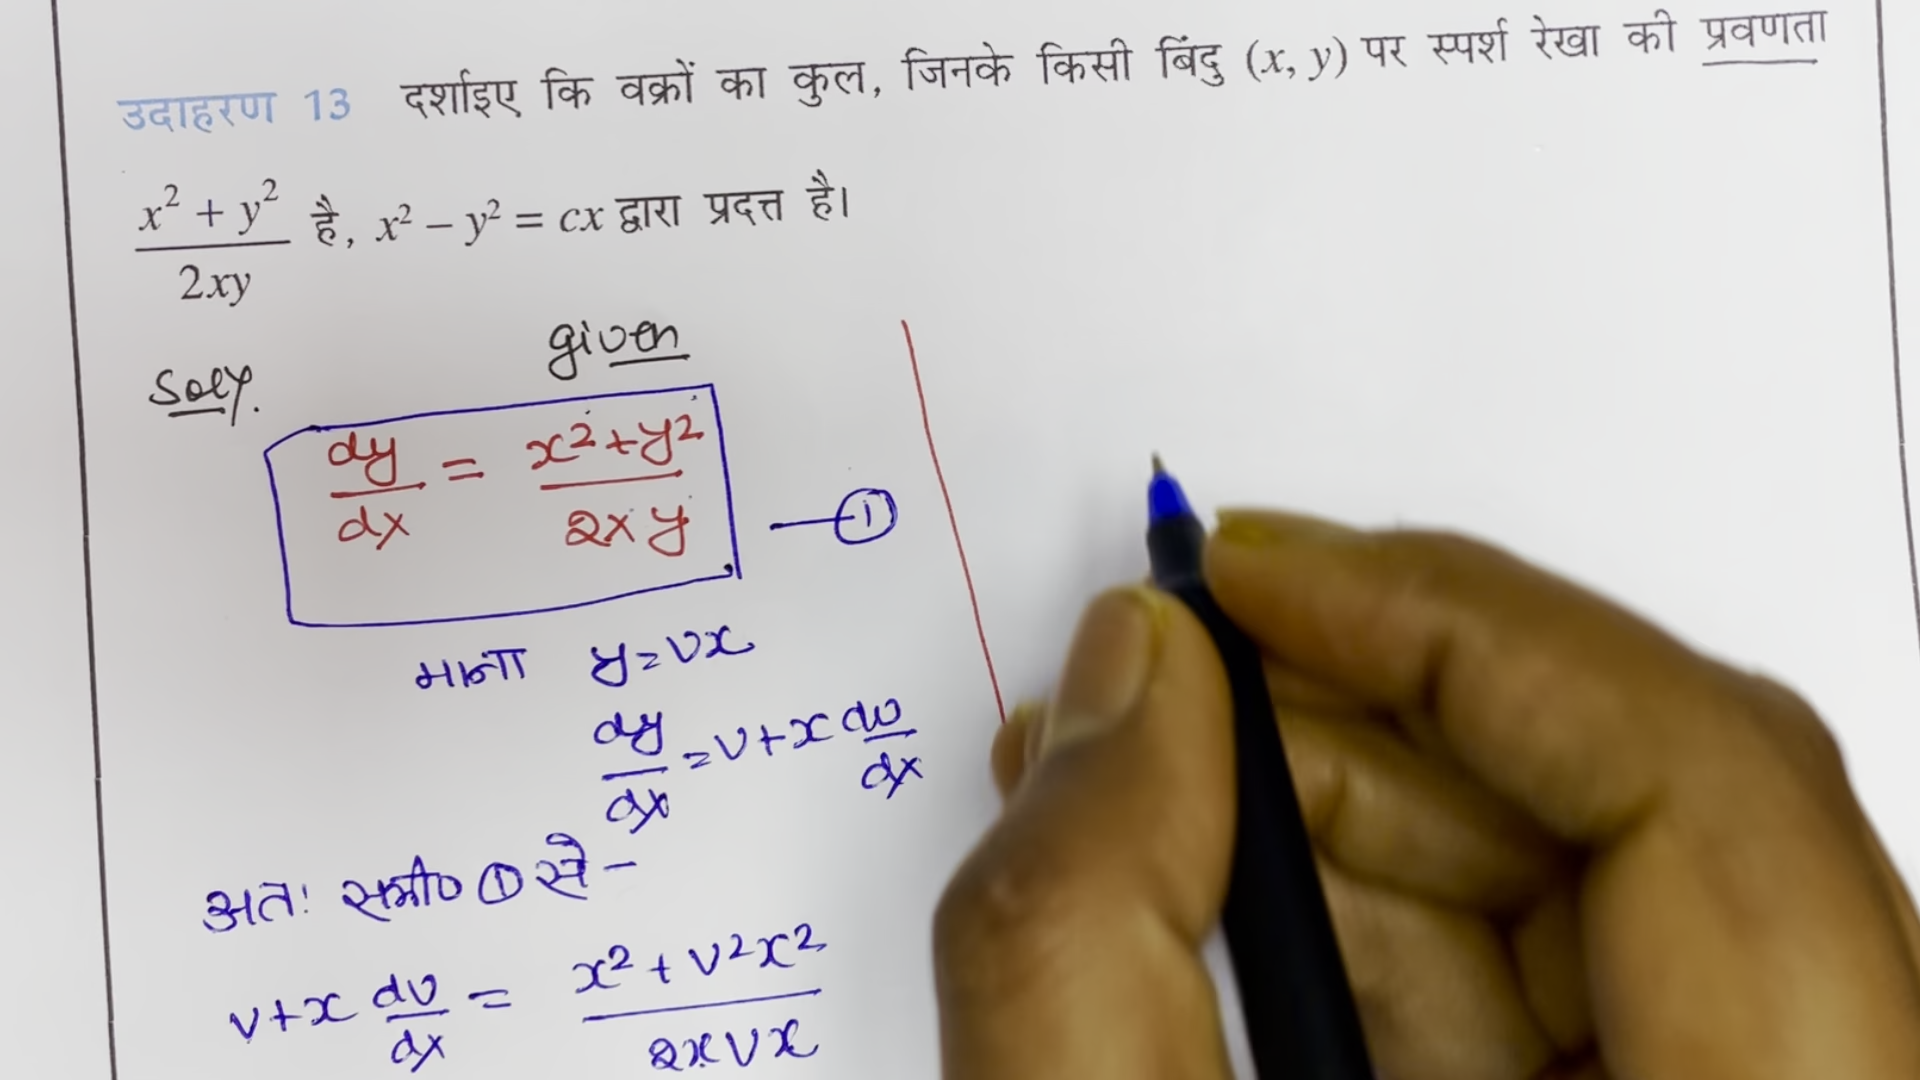 उदाहरण 13 दर्शाइए कि वक्रों का कुल, जिनके किसी बिंदु (x, y) पर स्पर्श रेखा की प्रवणता
x² + y² / 2xy है, x² – y² = cx द्वारा प्रदत्त है।
given
Solⁿ.
dy/dx = x²+y² / 2xy —①
माना y=vx
dy/dx = v+x dv/dx
अतः समी० ① से –
v+x dv/dx = x²+v²x² / 2x vx